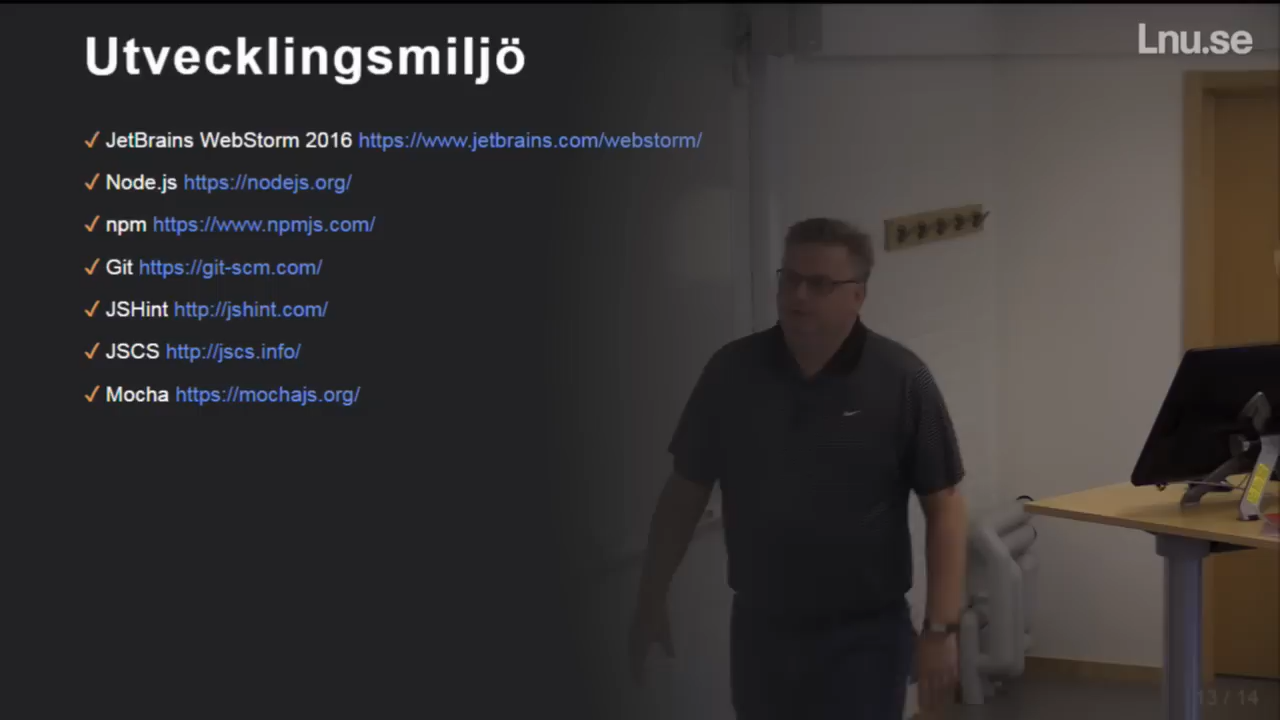 Utvecklingsmiljö
Lnu.se
✓ JetBrains WebStorm 2016 https://www.jetbrains.com/webstorm/
✓ Node.js https://nodejs.org/
✓ npm https://www.npmjs.com/
✓ Git https://git-scm.com/
✓ JSHint http://jshint.com/
✓ JSCS http://jscs.info/
✓ Mocha https://mochajs.org/
13 / 14